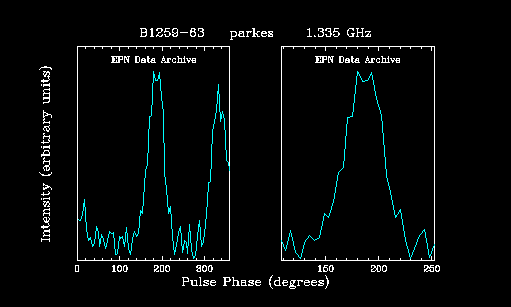 B1259-63 parkes 1.335 GHz
EPN Data Archive
EPN Data Archive
Intensity (arbitrary units)
0 100 200 300
150 200 250
Pulse Phase (degrees)